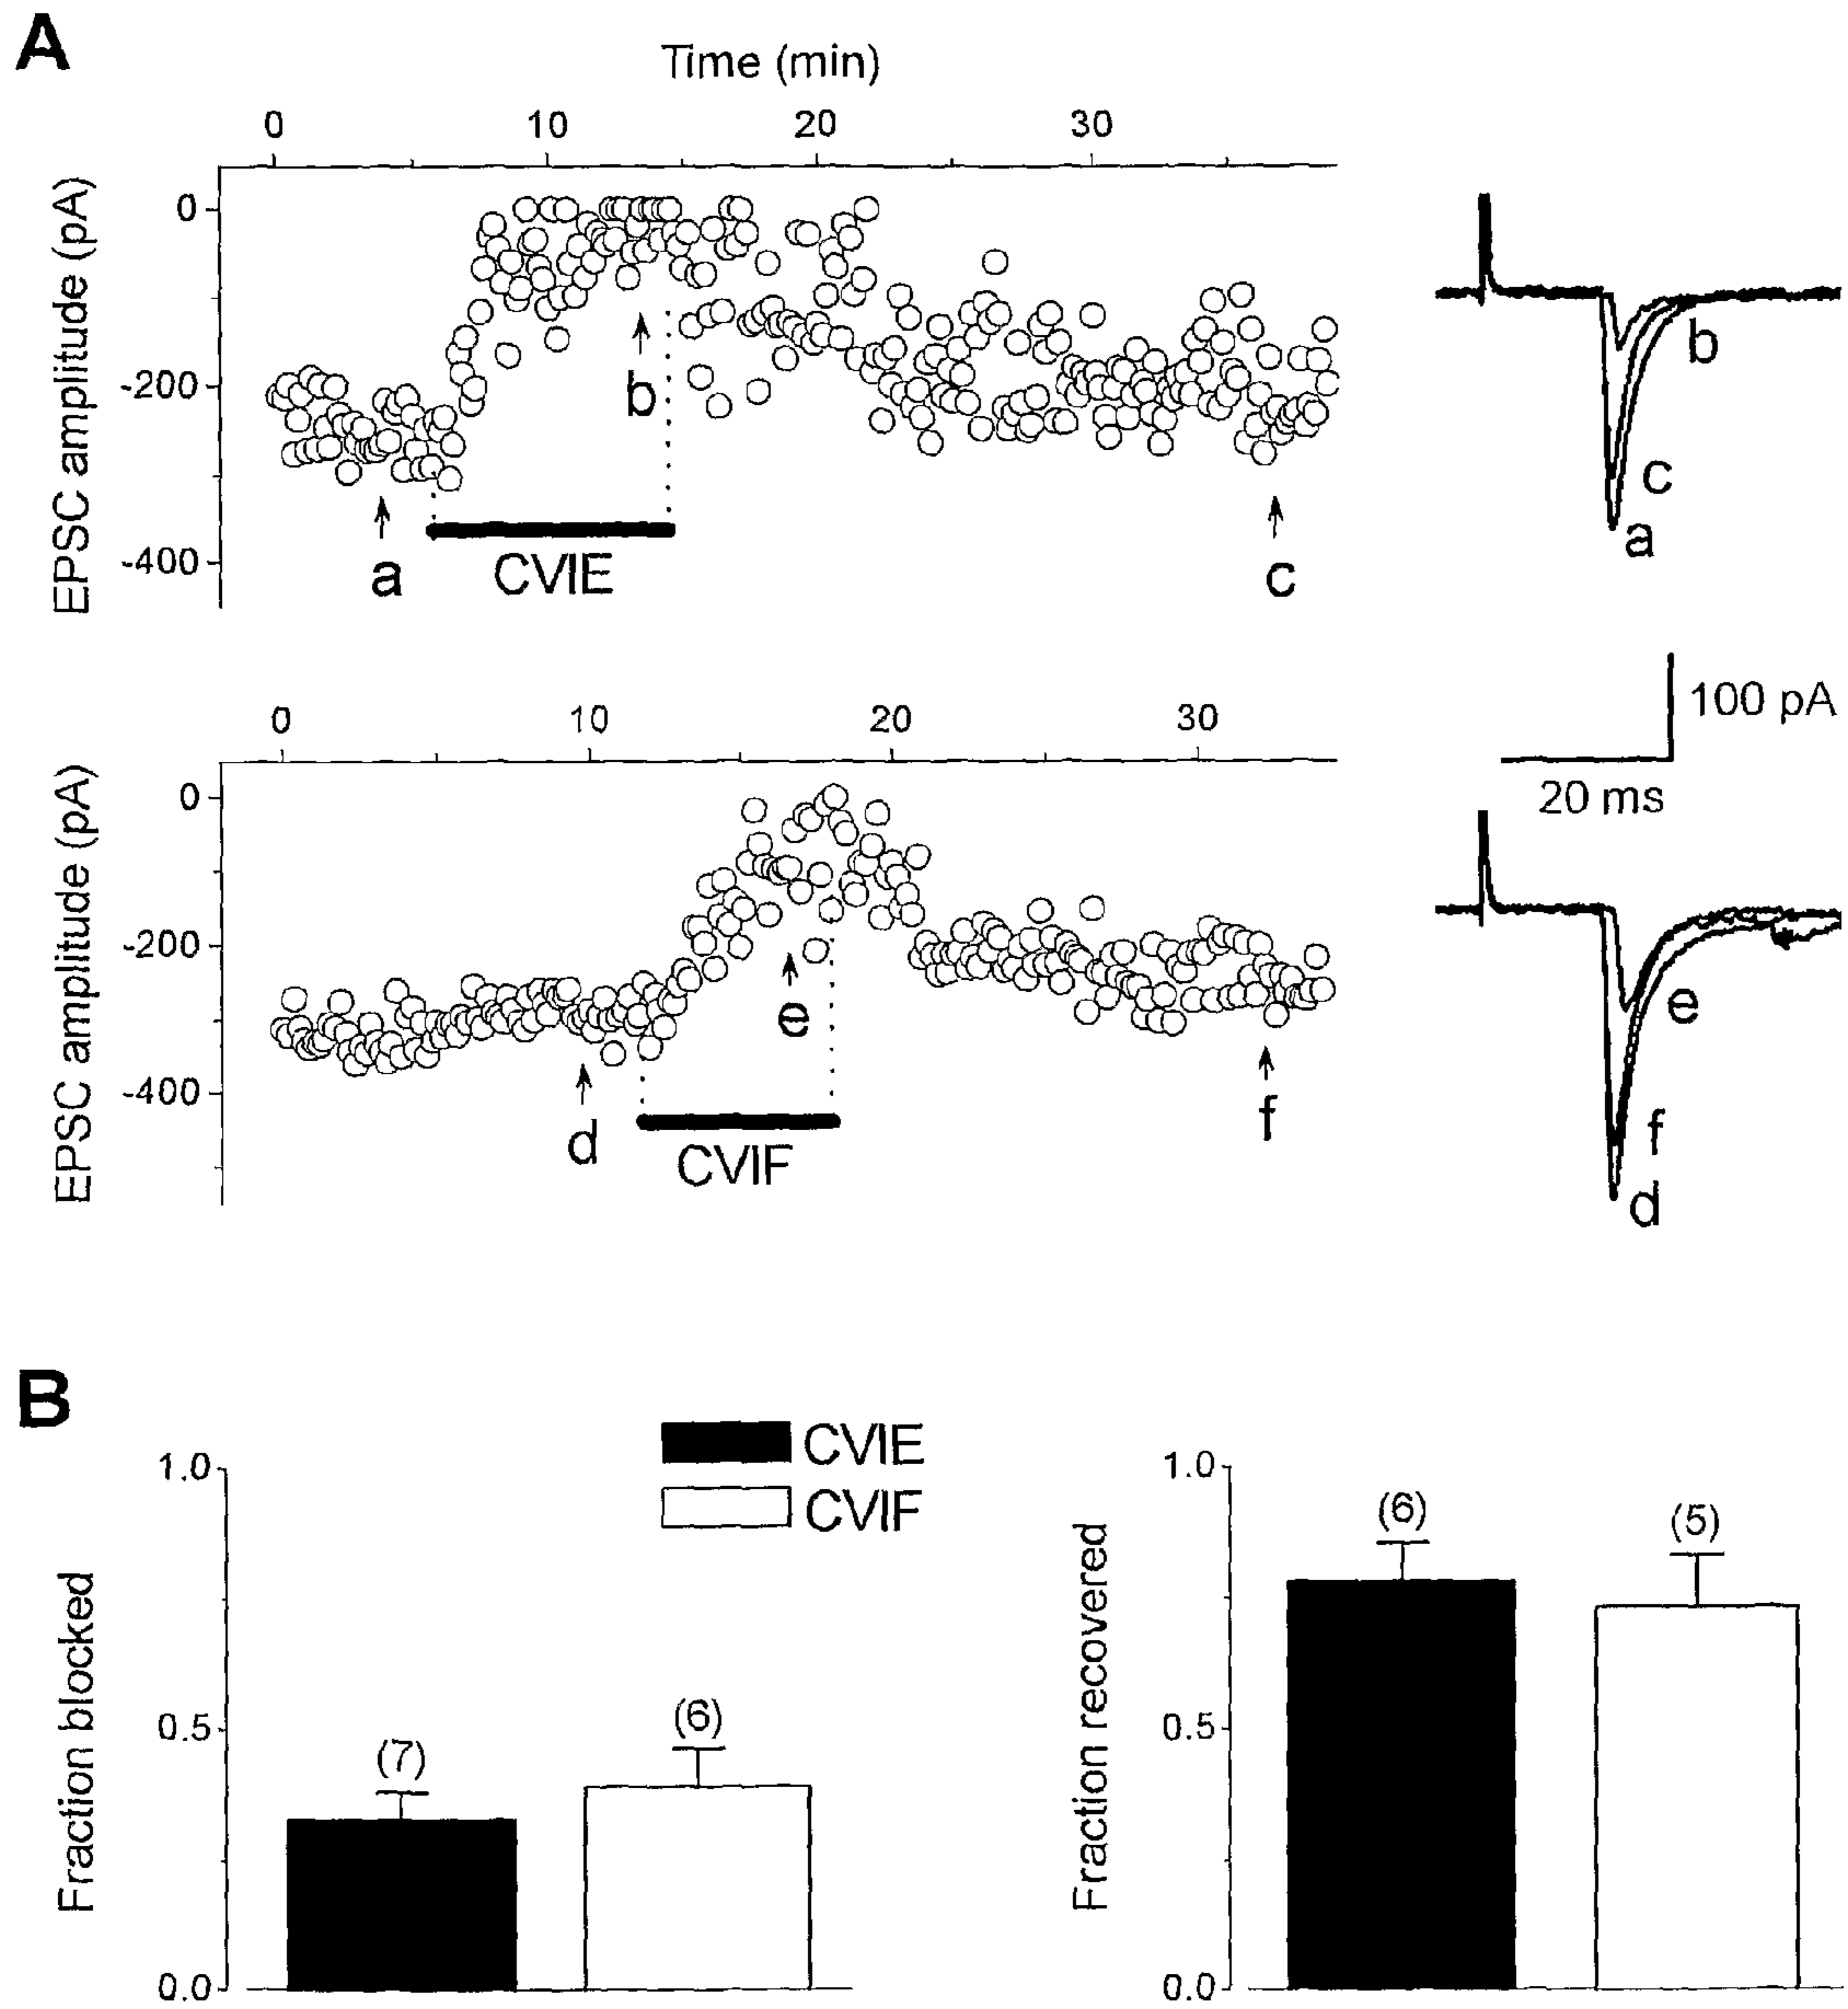 A
Time (min)
0 10 20 30
EPSC amplitude (pA)
0
-200
-400
a
b
c
CVIE
b
c
a
100 pA
20 ms
0 10 20 30
EPSC amplitude (pA)
0
-200
-400
d
e
f
CVIF
e
f
d
B
CVIE
CVIF
Fraction blocked
1.0
0.5
0.0
(7)
(6)
Fraction recovered
1.0
0.5
0.0
(6)
(5)